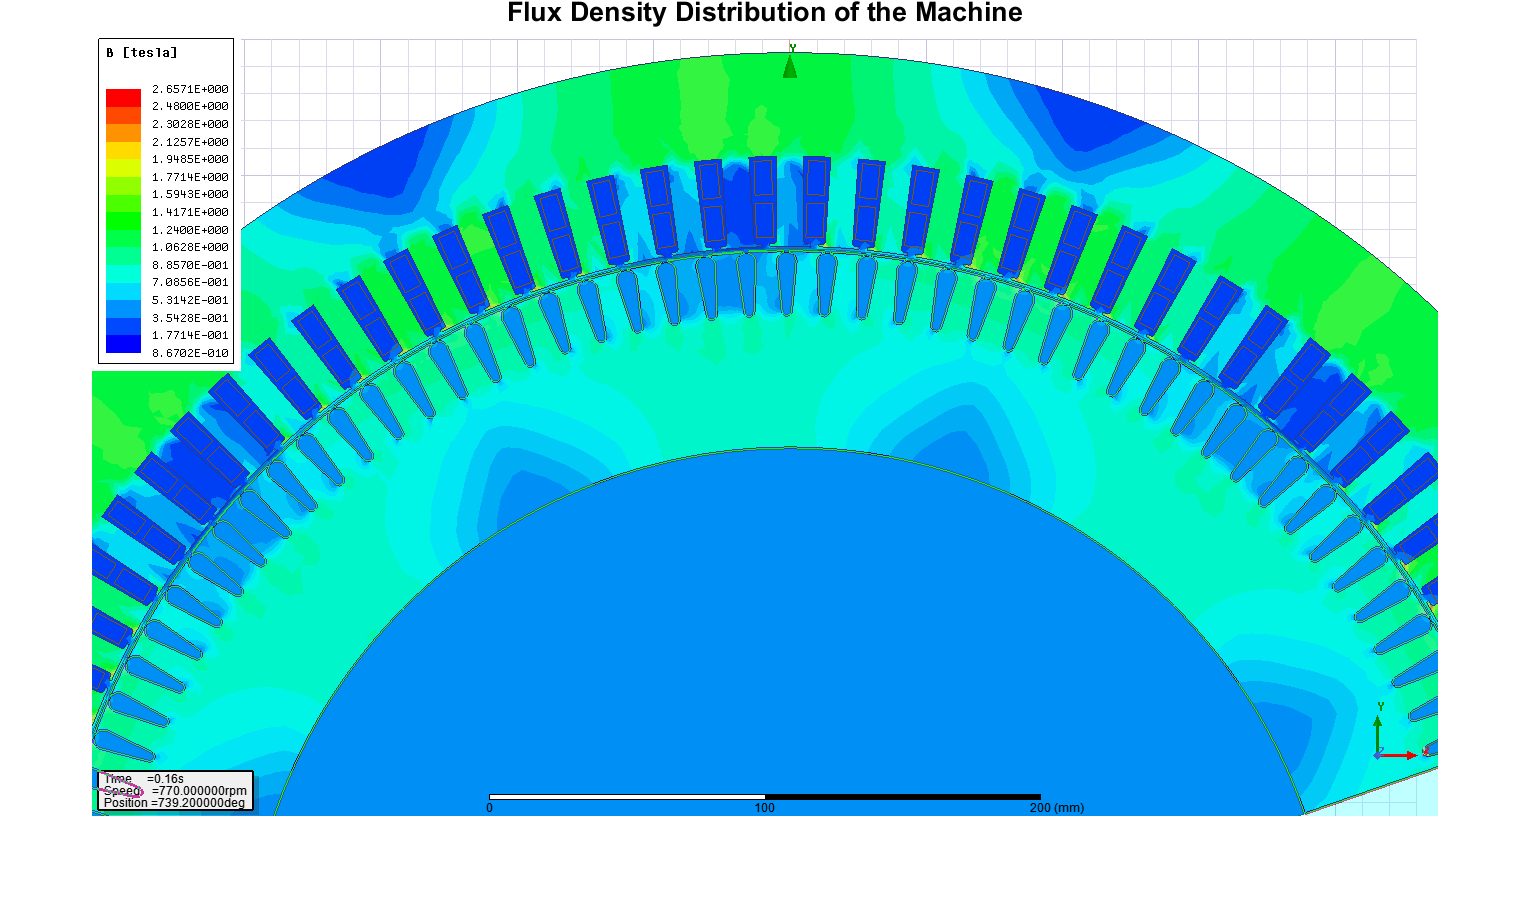 Flux Density Distribution of the Machine
B [tesla]
2.6571E+000
2.4800E+000
2.3028E+000
2.1257E+000
1.9485E+000
1.7714E+000
1.5943E+000
1.4171E+000
1.2400E+000
1.0628E+000
8.8570E-001
7.0856E-001
5.3142E-001
3.5428E-001
1.7714E-001
8.6702E-010
Y
Y
Time =0.16s
Speed =770.000000rpm
Position =739.200000deg
0 100 200 (mm)